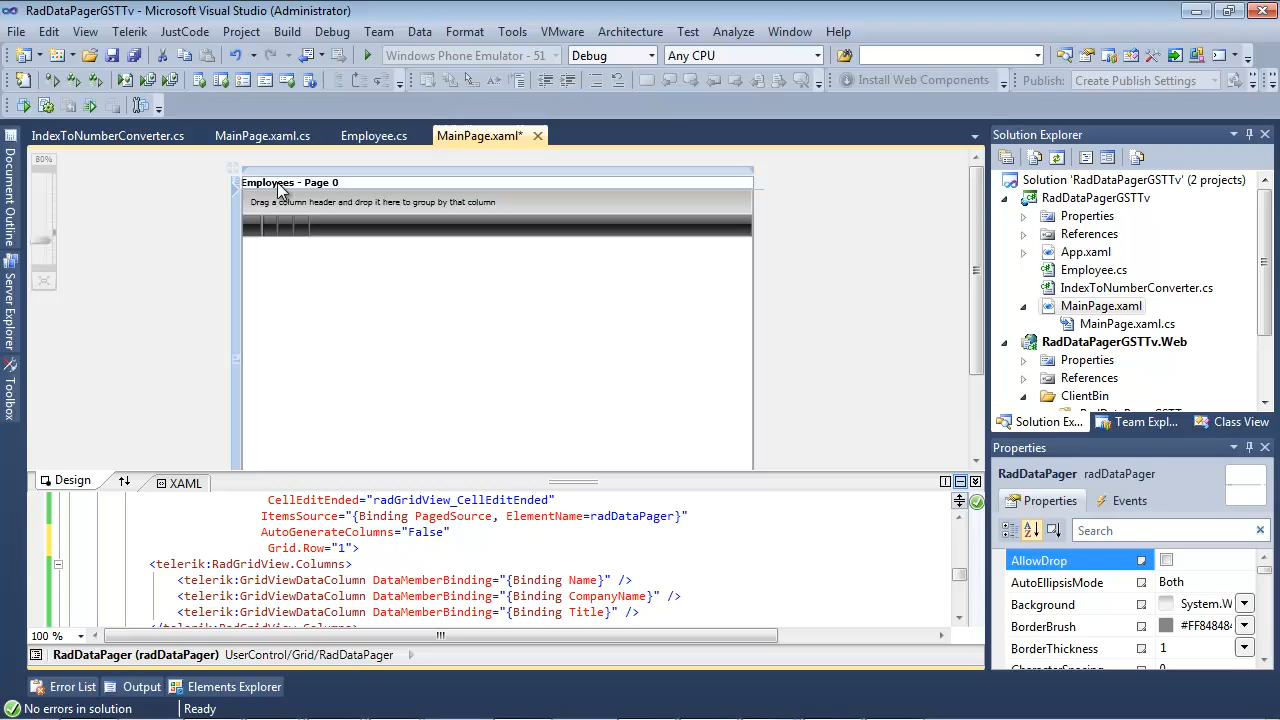 RadDataPagerGSTTv - Microsoft Visual Studio (Administrator)
File Edit View Telerik JustCode Project Build Debug Team Data Format Tools VMware Architecture Test Analyze Window Help
Windows Phone Emulator - 51 Debug Any CPU
Install Web Components Publish: Create Publish Settings
IndexToNumberConverter.cs MainPage.xaml.cs Employee.cs MainPage.xaml*
Document Outline
Server Explorer
Toolbox
80%
Employees - Page 0
Drag a column header and drop it here to group by that column
Design XAML
CellEditEnded="radGridView_CellEditEnded"
ItemsSource="{Binding PagedSource, ElementName=radDataPager}"
AutoGenerateColumns="False"
Grid.Row="1">
<telerik:RadGridView.Columns>
<telerik:GridViewDataColumn DataMemberBinding="{Binding Name}" />
<telerik:GridViewDataColumn DataMemberBinding="{Binding CompanyName}" />
<telerik:GridViewDataColumn DataMemberBinding="{Binding Title}" />
</telerik:RadGridView.Columns>
100 %
RadDataPager (radDataPager) UserControl/Grid/RadDataPager
Error List Output Elements Explorer
No errors in solution Ready
Solution Explorer
Solution 'RadDataPagerGSTTv' (2 projects)
RadDataPagerGSTTv
Properties
References
App.xaml
Employee.cs
IndexToNumberConverter.cs
MainPage.xaml
MainPage.xaml.cs
RadDataPagerGSTTv.Web
Properties
References
ClientBin
Solution Ex... Team Expl... Class View
Properties
RadDataPager radDataPager
Properties Events
Search
AllowDrop
AutoEllipsisMode Both
Background System.W
BorderBrush #FF84848
BorderThickness 1
CharacterSpacing 0